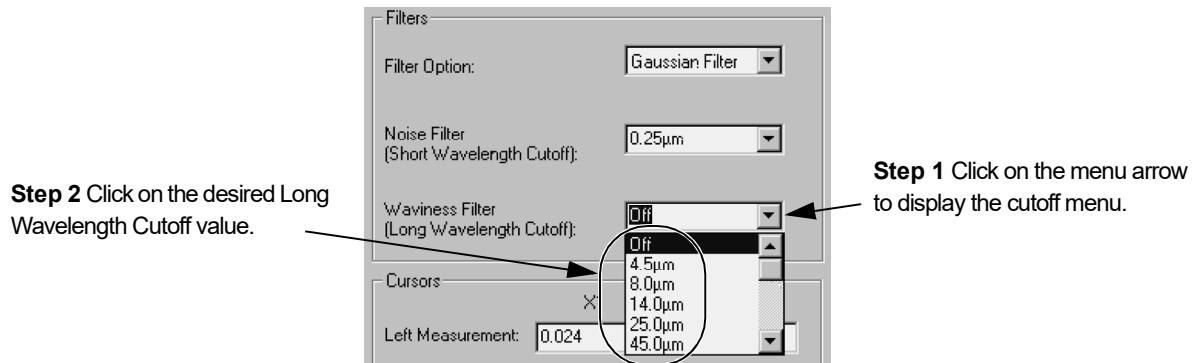 Filters
Filter Option:
Gaussian Filter
Noise Filter
(Short Wavelength Cutoff):
0.25µm
Waviness Filter
(Long Wavelength Cutoff):
Off
Off
4.5µm
8.0µm
14.0µm
25.0µm
45.0µm
Cursors
X
Left Measurement:
0.024
Step 2 Click on the desired Long
Wavelength Cutoff value.
Step 1 Click on the menu arrow
to display the cutoff menu.